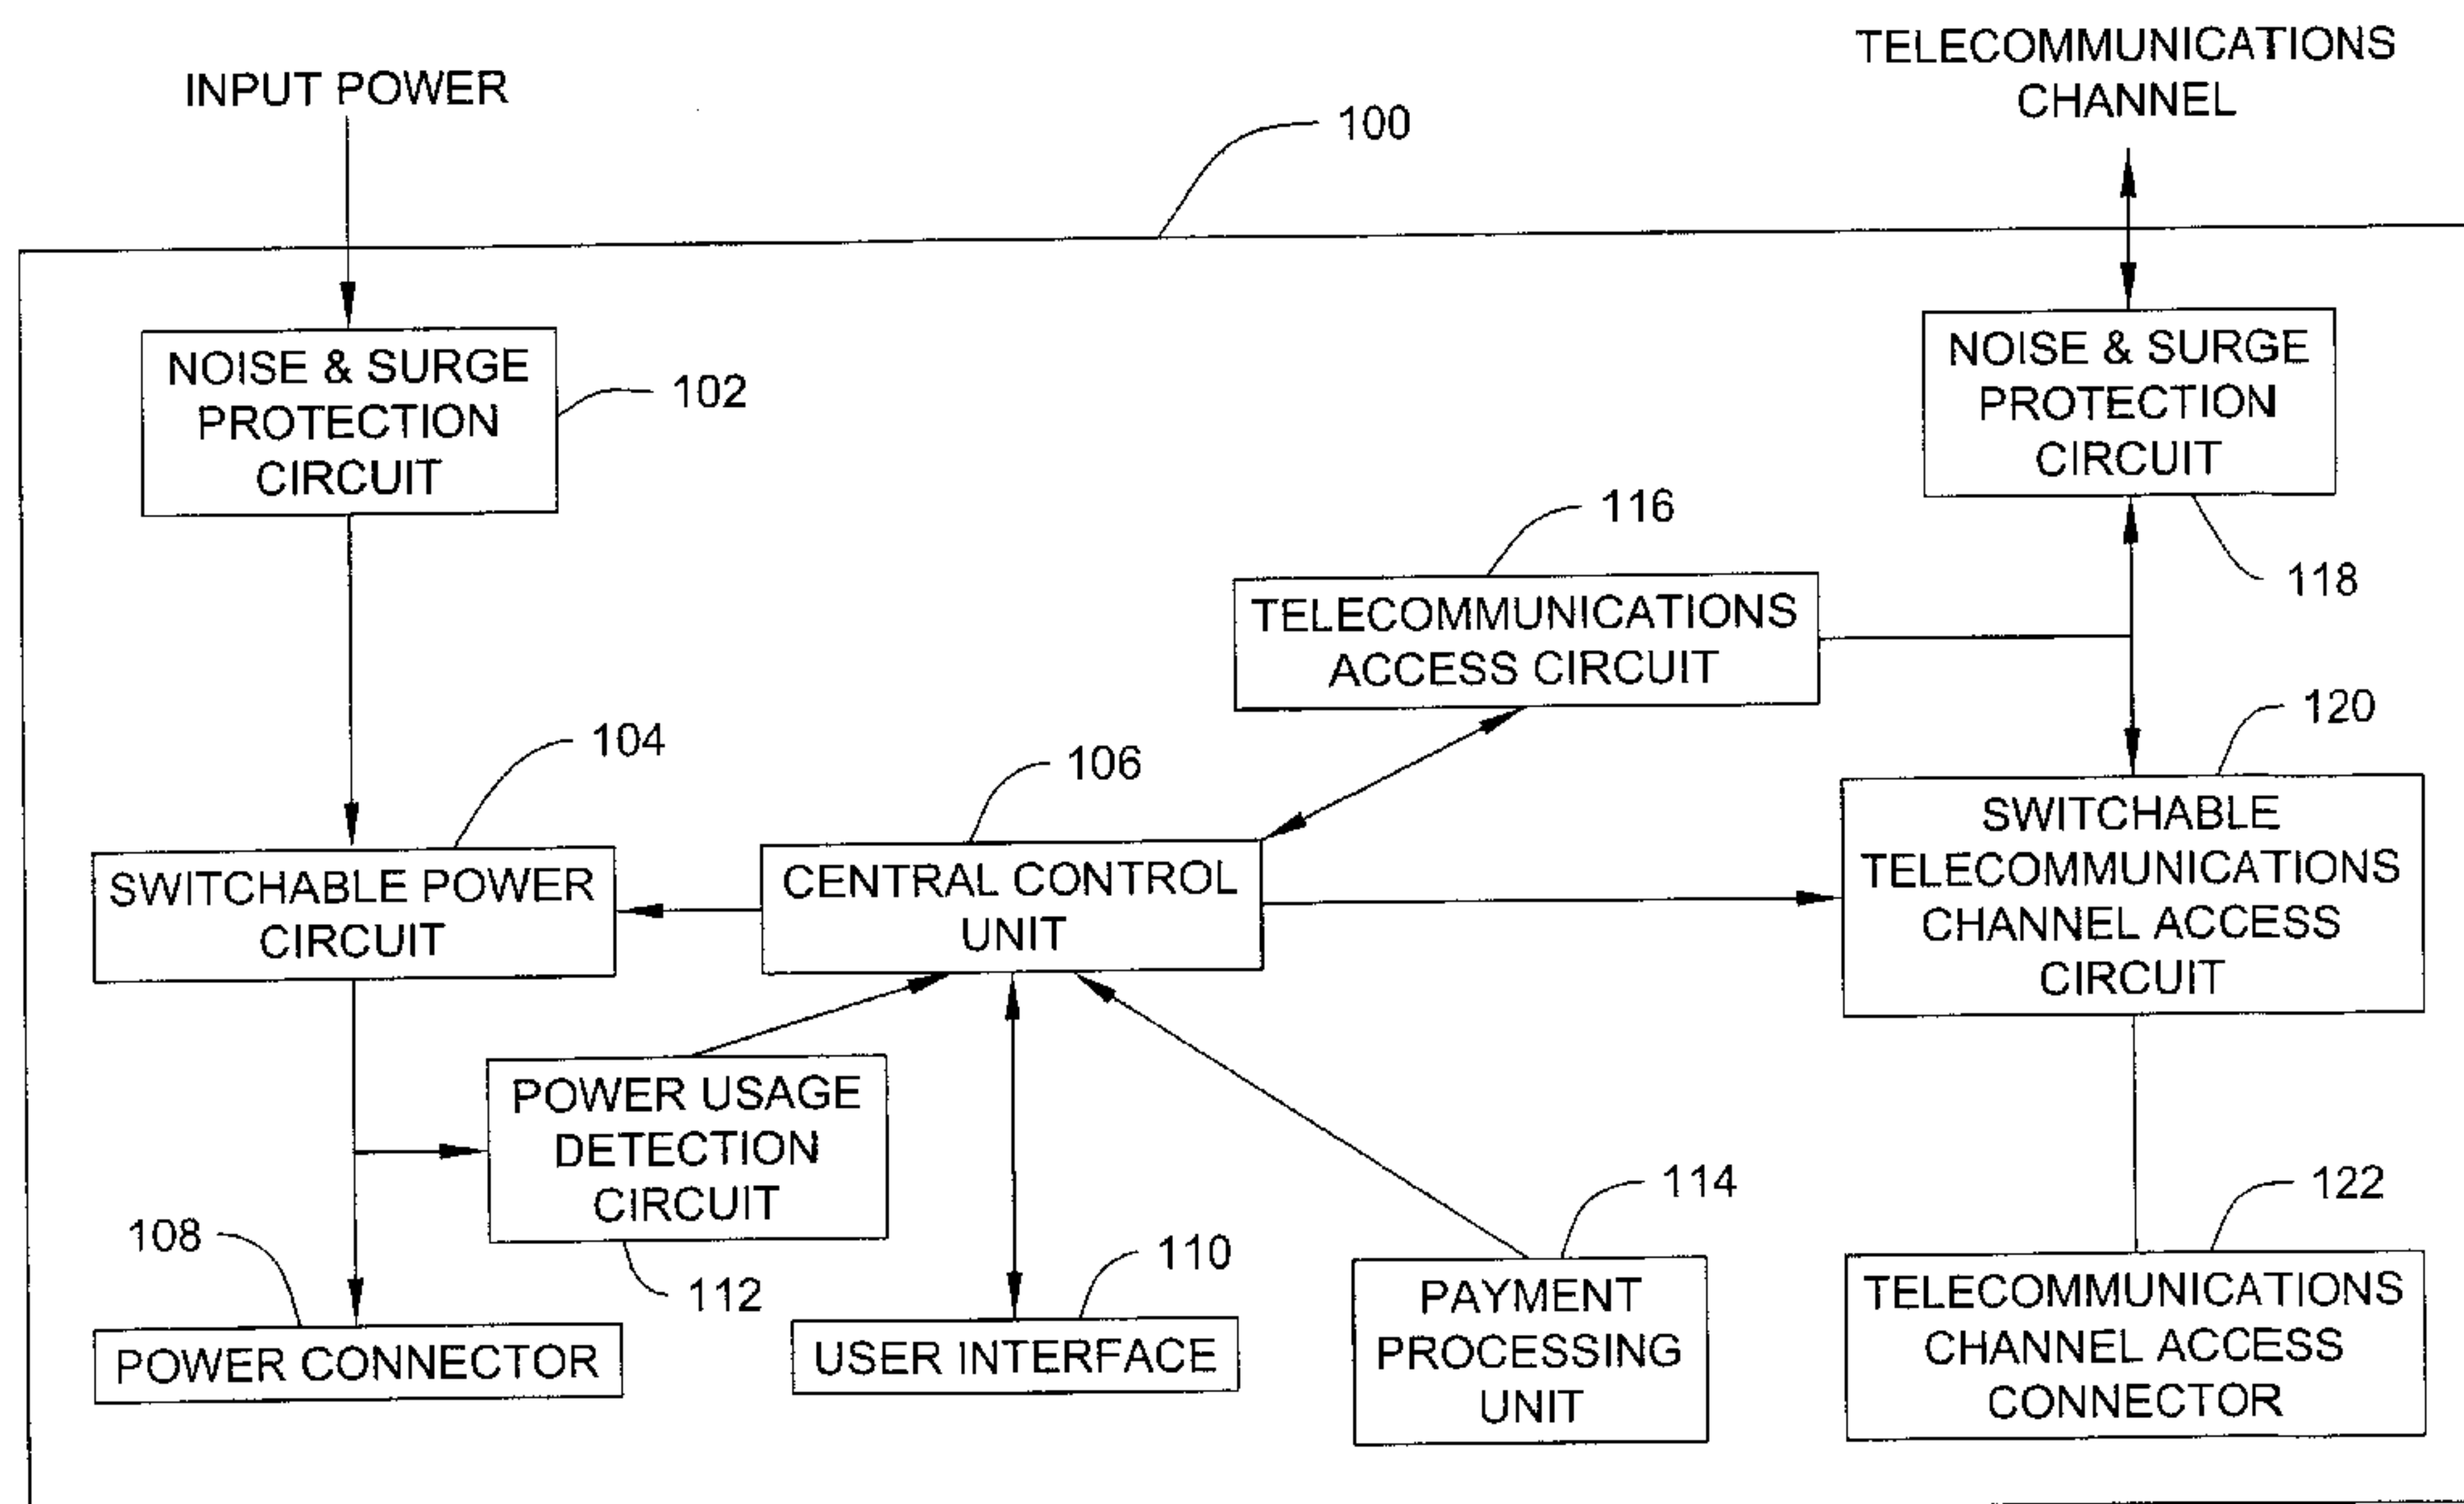 INPUT POWER
TELECOMMUNICATIONS
CHANNEL
100
NOISE & SURGE
PROTECTION
CIRCUIT
102
NOISE & SURGE
PROTECTION
CIRCUIT
118
116
TELECOMMUNICATIONS
ACCESS CIRCUIT
104
SWITCHABLE POWER
CIRCUIT
106
CENTRAL CONTROL
UNIT
120
SWITCHABLE
TELECOMMUNICATIONS
CHANNEL ACCESS
CIRCUIT
POWER USAGE
DETECTION
CIRCUIT
112
108
POWER CONNECTOR
110
USER INTERFACE
114
PAYMENT
PROCESSING
UNIT
122
TELECOMMUNICATIONS
CHANNEL ACCESS
CONNECTOR